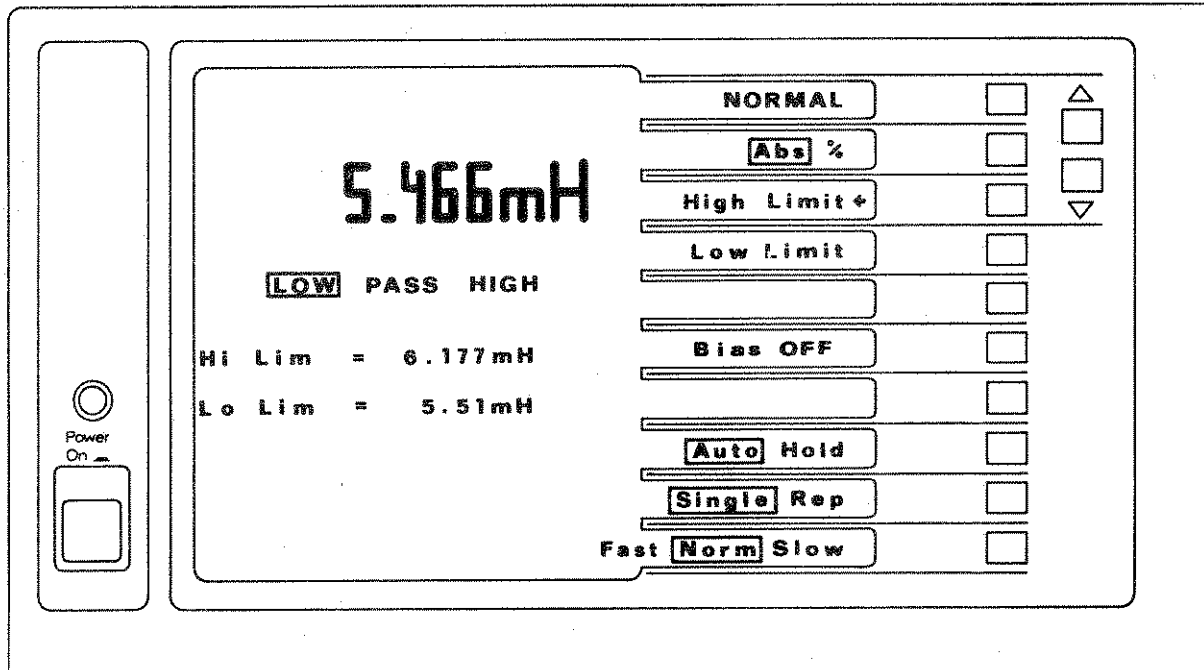 NORMAL
Abs %
5.466mH
High Limit←
Low Limit
LOW PASS HIGH
Bias OFF
Hi Lim = 6.177mH
Lo Lim = 5.51mH
Power
On
Auto Hold
Single Rep
Fast Norm Slow